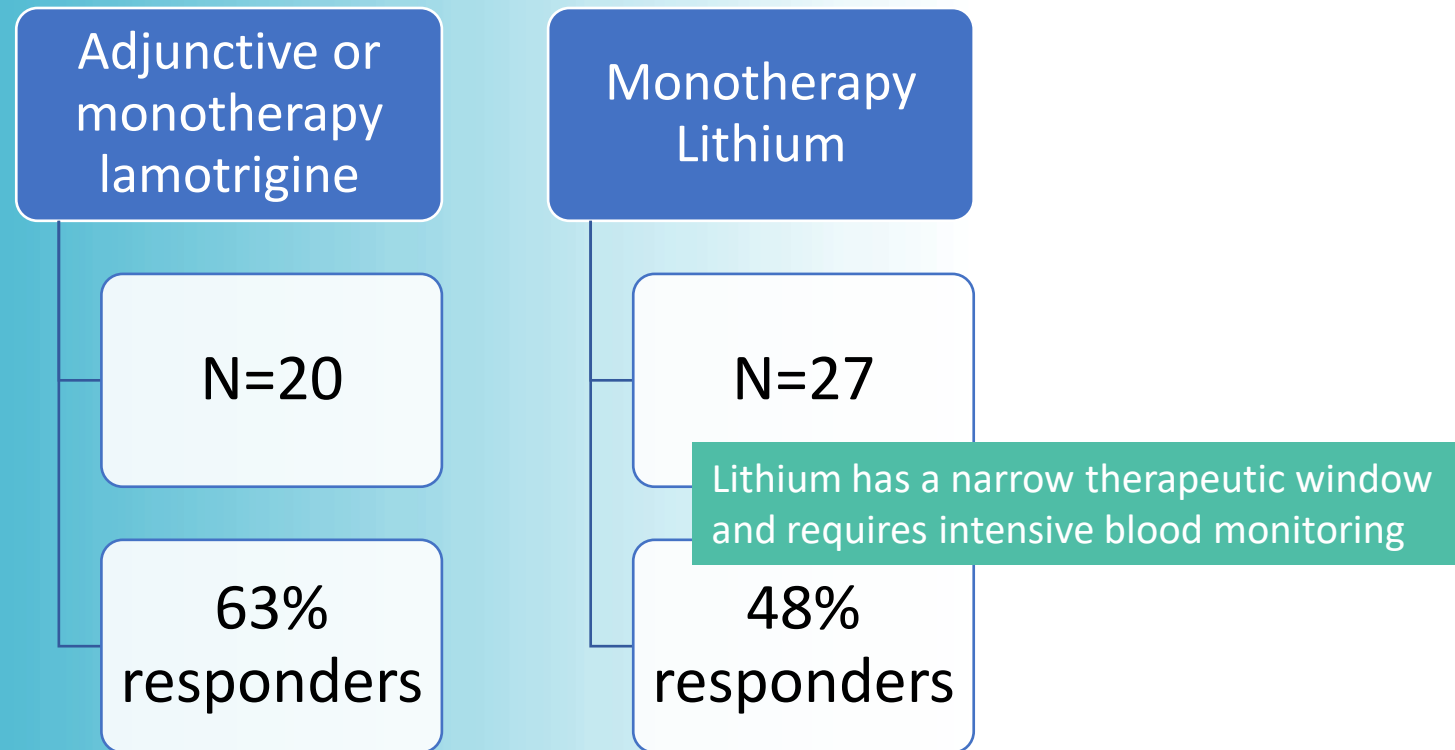 Adjunctive or
monotherapy
lamotrigine
N=20
63%
responders
Monotherapy
Lithium
N=27
Lithium has a narrow therapeutic window
and requires intensive blood monitoring
48%
responders